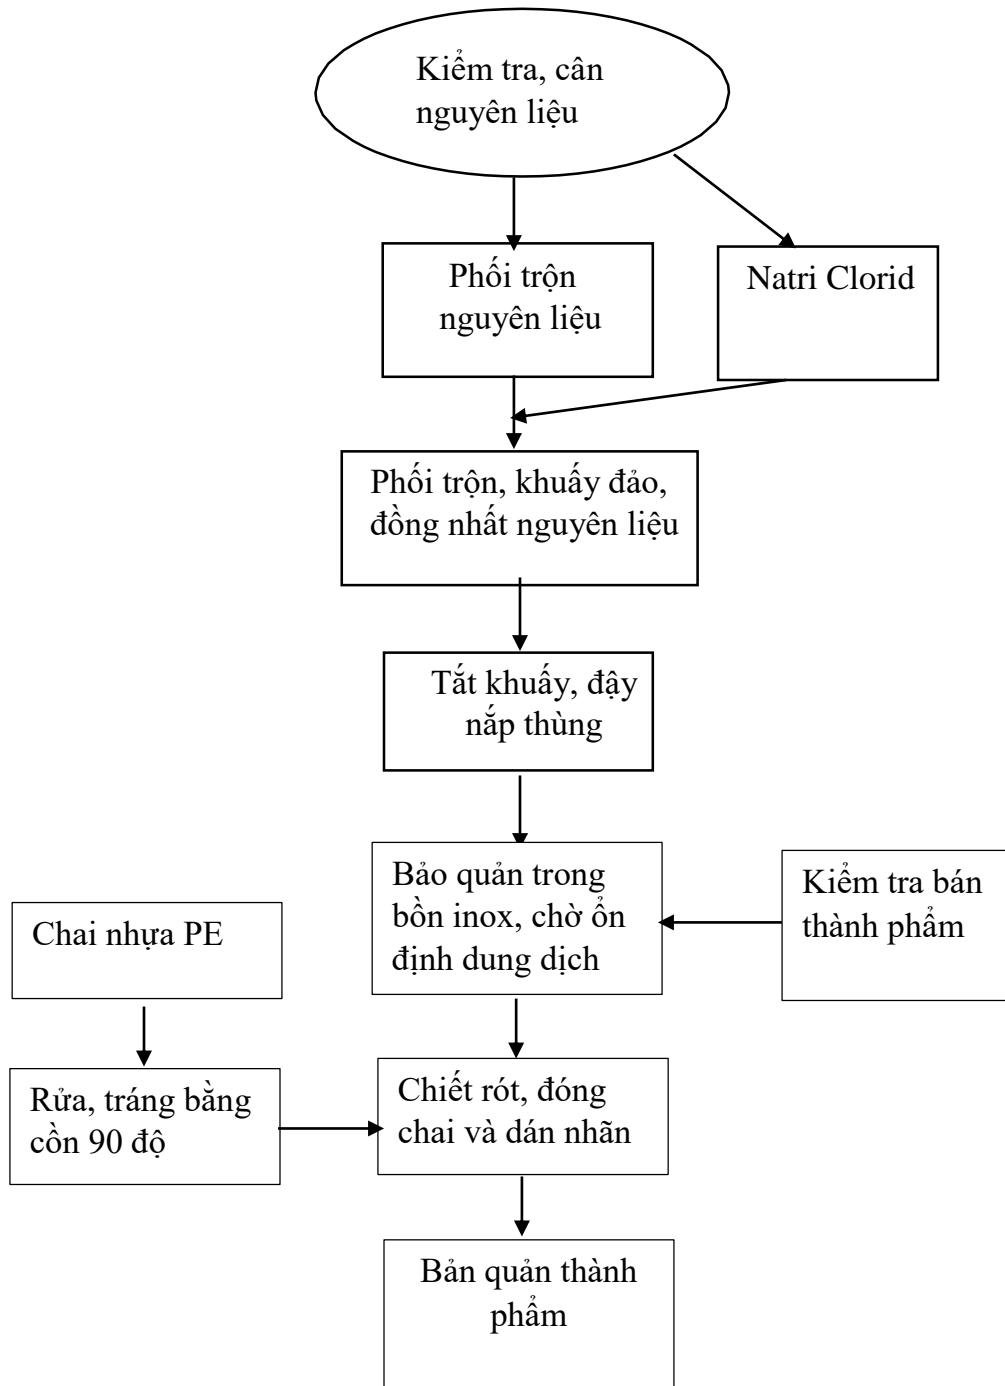 Kiểm tra, cân
nguyên liệu
Phối trộn
nguyên liệu
Natri Clorid
Phối trộn, khuấy đảo,
đồng nhất nguyên liệu
Tắt khuấy, đậy
nắp thùng
Bảo quản trong
bồn inox, chờ ổn
định dung dịch
Kiểm tra bán
thành phẩm
Chai nhựa PE
Rửa, tráng bằng
cồn 90 độ
Chiết rót, đóng
chai và dán nhãn
Bản quản thành
phẩm